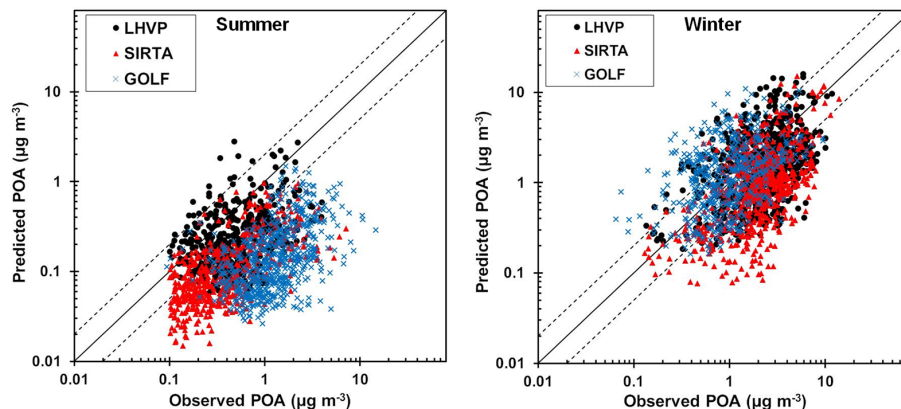 Summer
LHVP
SIRTA
GOLF
Predicted POA (µg m-3)
10
1
0.1
0.01
0.01 0.1 1 10
Observed POA (µg m-3)
Winter
LHVP
SIRTA
GOLF
Predicted POA (µg m-3)
10
1
0.1
0.01
0.01 0.1 1 10
Observed POA (µg m-3)